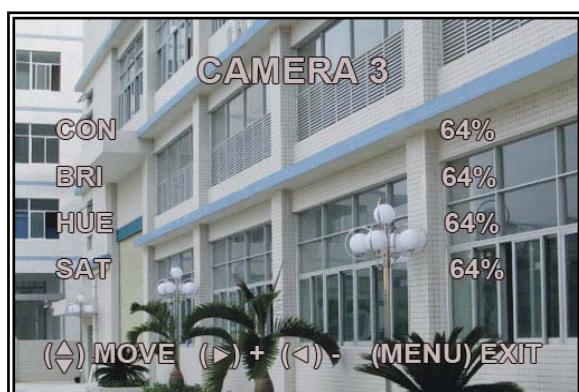 CAMERA 3
CON 64%
BRI 64%
HUE 64%
SAT 64%
(▲▼) MOVE (►) + (◄) - (MENU) EXIT